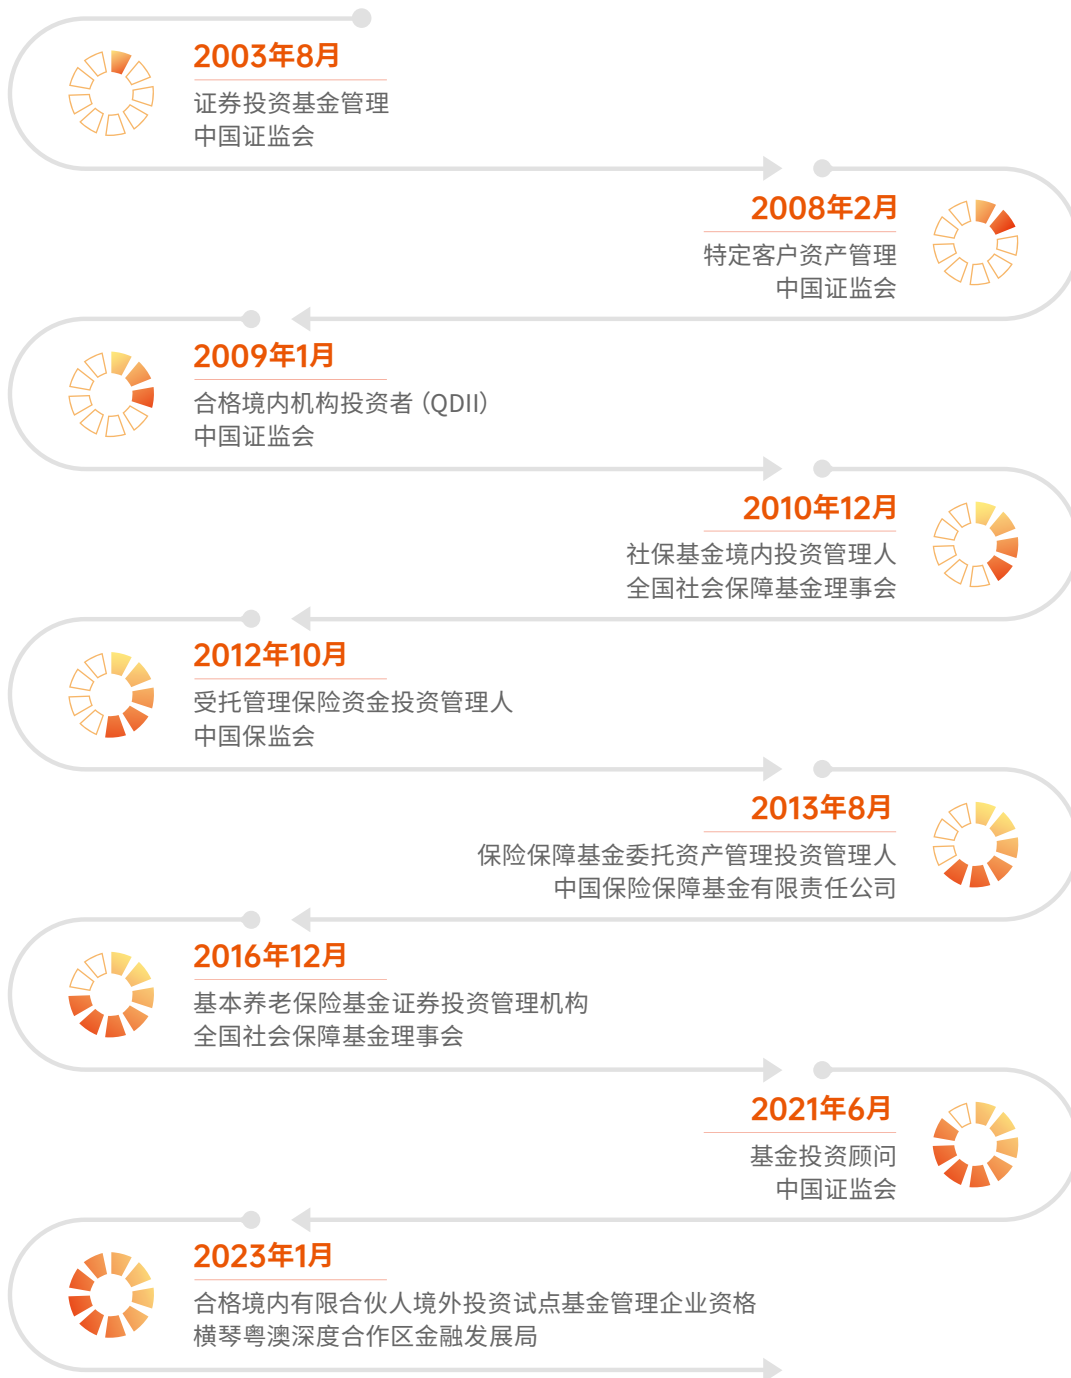 2003年8月
证券投资基金管理
中国证监会
2008年2月
特定客户资产管理
中国证监会
2009年1月
合格境内机构投资者（QDII）
中国证监会
2010年12月
社保基金境内投资管理人
全国社会保障基金理事会
2012年10月
受托管理保险资金投资管理人
中国保监会
2013年8月
保险保障基金委托资产管理投资管理人
中国保险保障基金有限责任公司
2016年12月
基本养老保险基金证券投资管理机构
全国社会保障基金理事会
2021年6月
基金投资顾问
中国证监会
2023年1月
合格境内有限合伙人境外投资试点基金管理企业资格
横琴粤澳深度合作区金融发展局